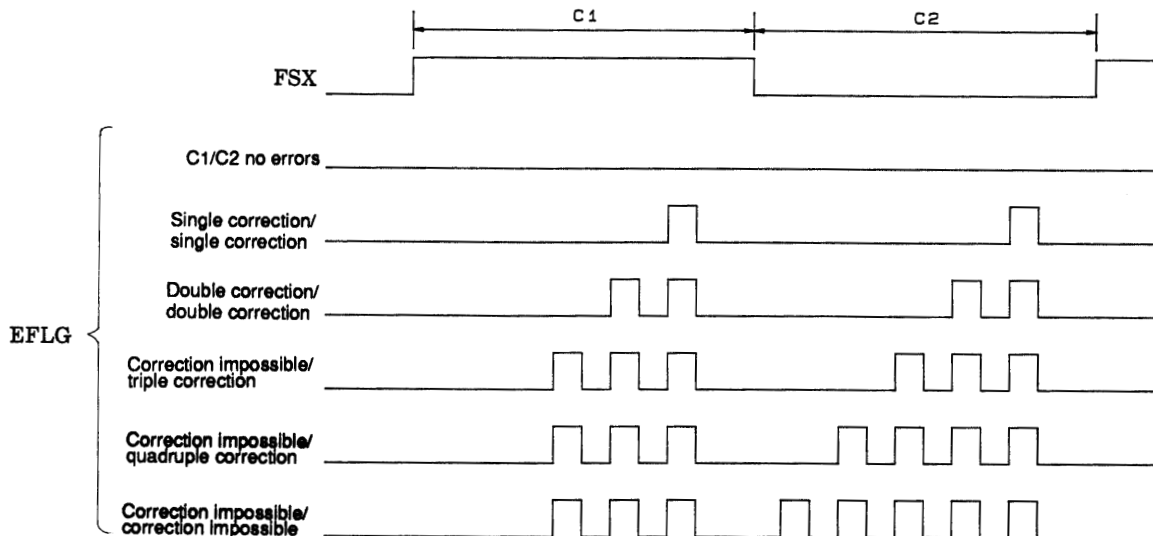 C1
C2
FSX
C1/C2 no errors
Single correction/
single correction
Double correction/
double correction
EFLG
Correction impossible/
triple correction
Correction impossible/
quadruple correction
Correction impossible/
correction impossible